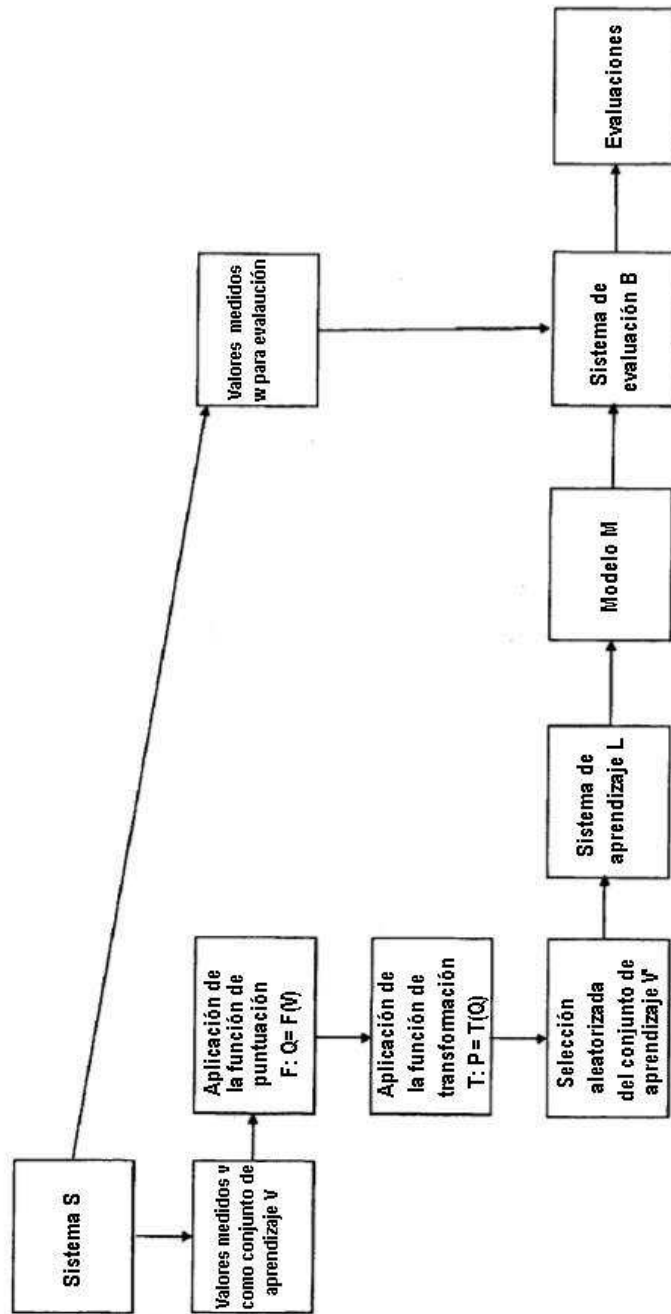 Sistema S
Valores medidos v
como conjunto de
aprendizaje V
Aplicación de
la función de
puntuación
F: Q= F(V)
Aplicación de
la función de
transformación
T: P = T(Q)
Selección
aleatorizada
del conjunto de
aprendizaje V'
Sistema de
aprendizaje L
Modelo M
Valores medidos
w para evalaución
Sistema de
evaluación B
Evaluaciones